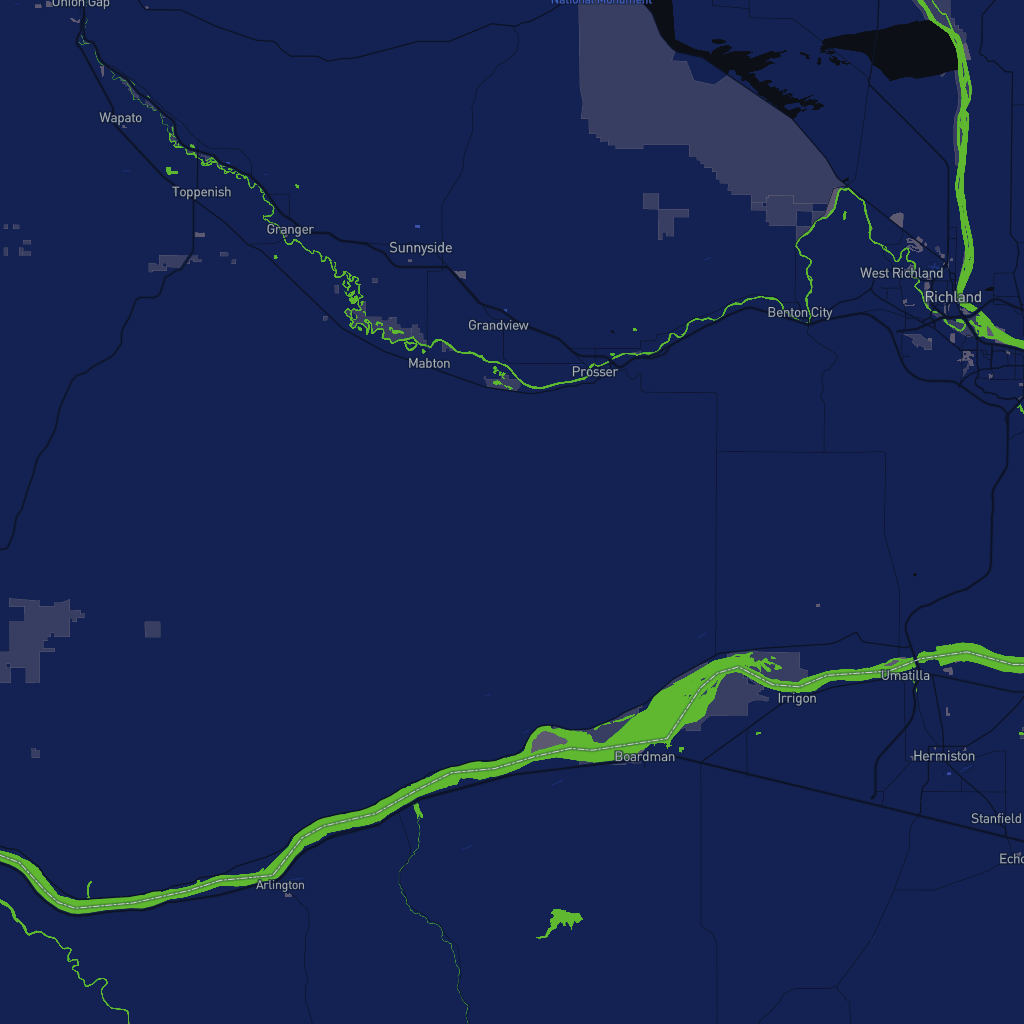 Union Gap
National Monument
Wapato
Toppenish
Granger
Sunnyside
West Richland
Richland
Benton City
Grandview
Mabton
Prosser
Umatilla
Irrigon
Boardman
Hermiston
Stanfield
Echo
Arlington